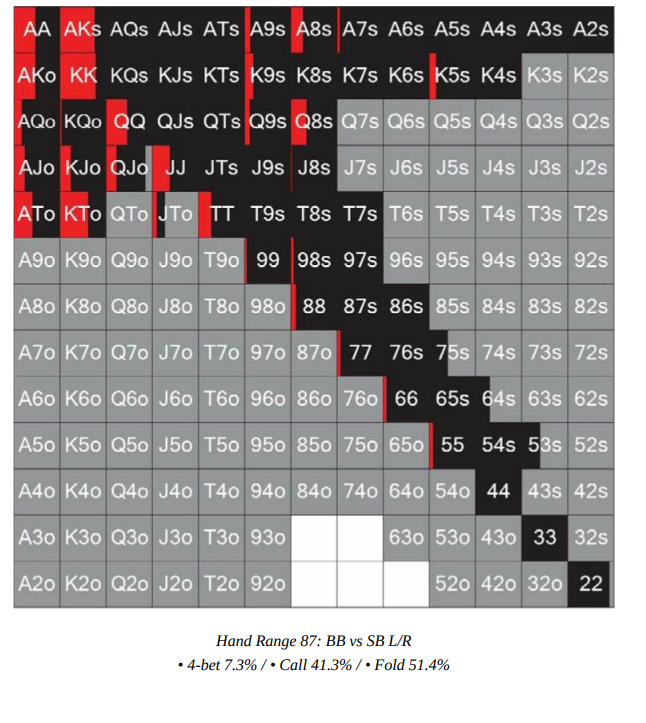 AA AKs AQs AJs ATs A9s A8s A7s A6s A5s A4s A3s A2s
AKo KK KQs KJs KTs K9s K8s K7s K6s K5s K4s K3s K2s
AQo KQo QQ QJs QTs Q9s Q8s Q7s Q6s Q5s Q4s Q3s Q2s
AJo KJo QJo JJ JTs J9s J8s J7s J6s J5s J4s J3s J2s
ATo KTo QTo JTo TT T9s T8s T7s T6s T5s T4s T3s T2s
A9o K9o Q9o J9o T9o 99 98s 97s 96s 95s 94s 93s 92s
A8o K8o Q8o J8o T8o 98o 88 87s 86s 85s 84s 83s 82s
A7o K7o Q7o J7o T7o 97o 87o 77 76s 75s 74s 73s 72s
A6o K6o Q6o J6o T6o 96o 86o 76o 66 65s 64s 63s 62s
A5o K5o Q5o J5o T5o 95o 85o 75o 65o 55 54s 53s 52s
A4o K4o Q4o J4o T4o 94o 84o 74o 64o 54o 44 43s 42s
A3o K3o Q3o J3o T3o 93o 63o 53o 43o 33 32s
A2o K2o Q2o J2o T2o 92o 52o 42o 32o 22
Hand Range 87: BB vs SB L/R
• 4-bet 7.3% / • Call 41.3% / • Fold 51.4%